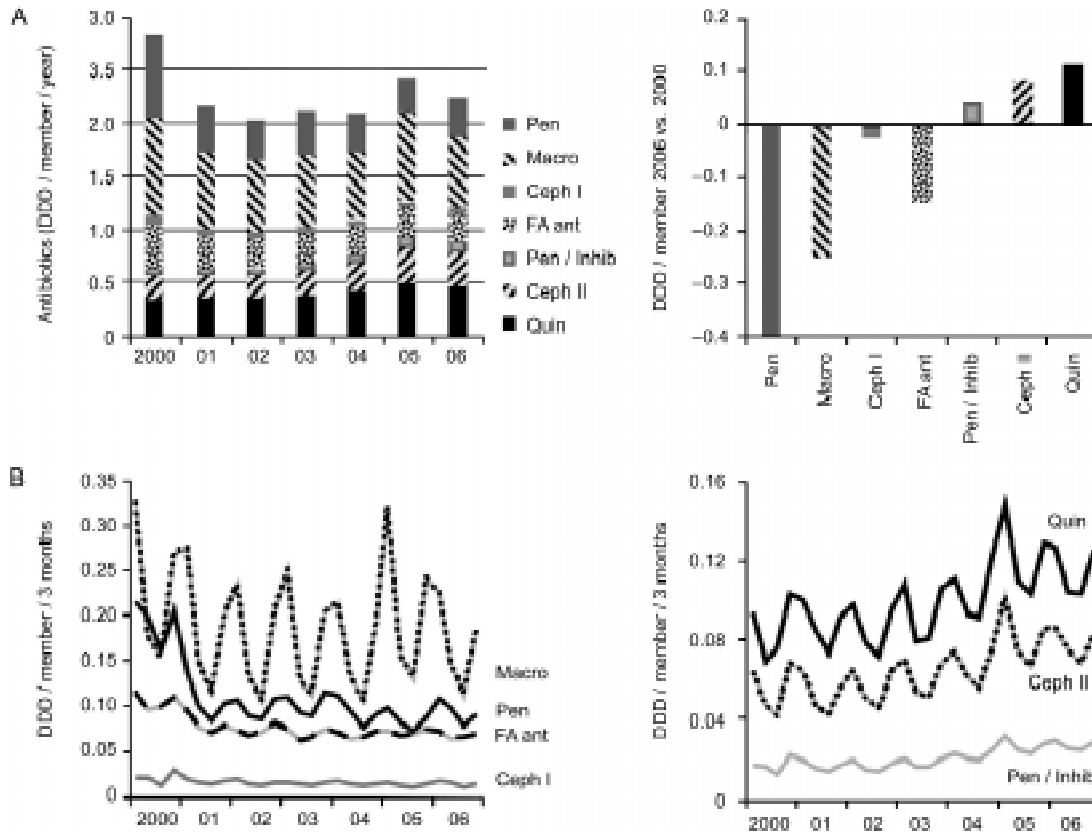 A
Antibiotics (DDD / member / year)
3.0
3.5
2.0
1.5
1.0
0.5
0
2000 01 02 03 04 05 06
Pen
Macro
Ceph I
FA ant
Pen / Inhib
Ceph II
Quin
DDD / member 2006 vs. 2000
0.2
0.1
0
−0.1
−0.2
−0.3
−0.4
Pen
Macro
Ceph I
FA ant
Pen / Inhib
Ceph II
Quin
B
DDD / member / 3 months
0.35
0.30
0.25
0.20
0.15
0.10
0.05
0
2000 01 02 03 04 05 06
Macro
Pen
FA ant
Ceph I
DDD / member / 3 months
0.16
0.12
0.08
0.04
0
2000 01 02 03 04 05 06
Quin
Ceph II
Pen / Inhib